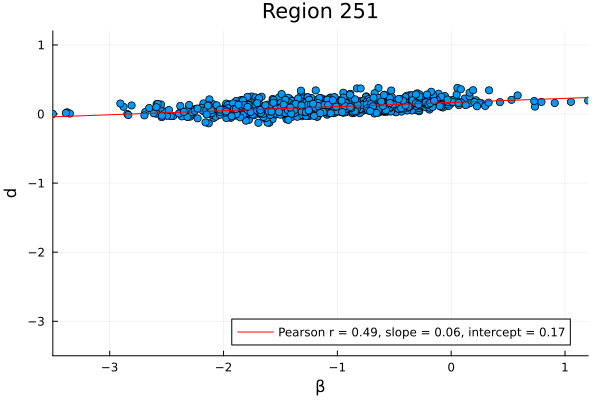 Region 251
1
0
−1
−2
−3
d
Pearson r = 0.49, slope = 0.06, intercept = 0.17
−3 −2 −1 0 1
β